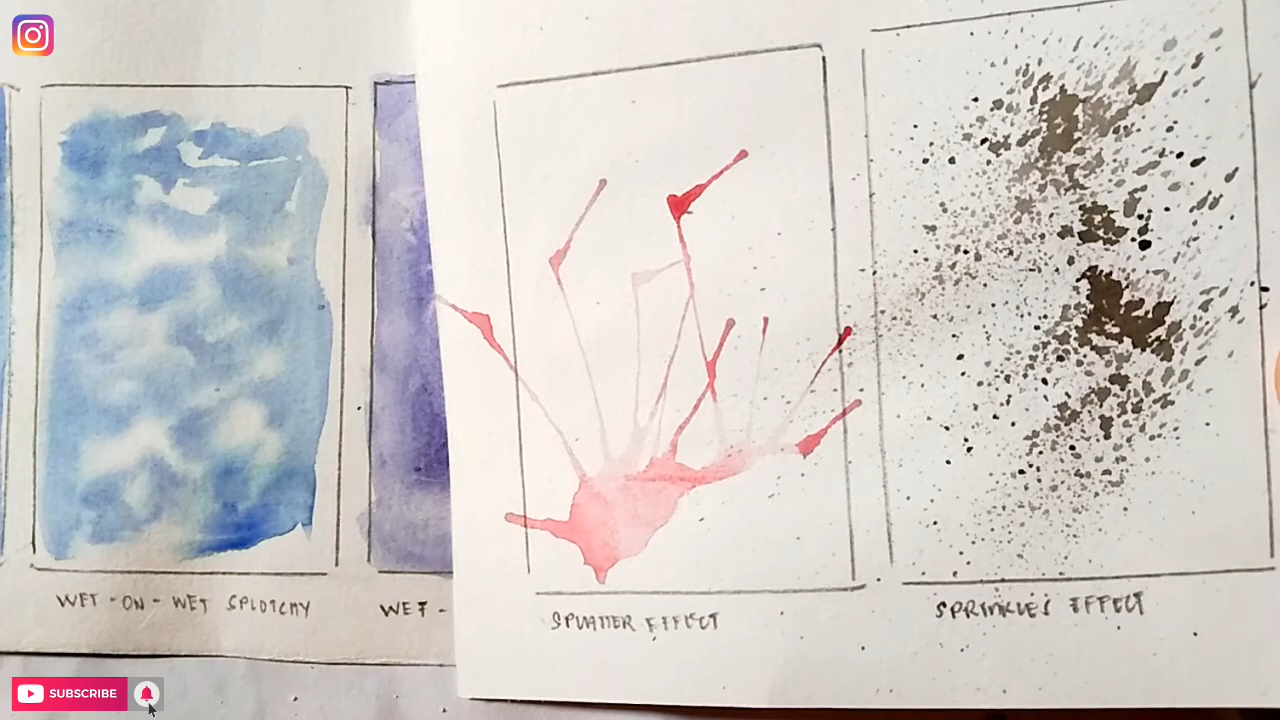 WET - ON - WET SPLOTCHY
WET -
SPLATTER EFFECT
SPRINKLES EFFECT
SUBSCRIBE